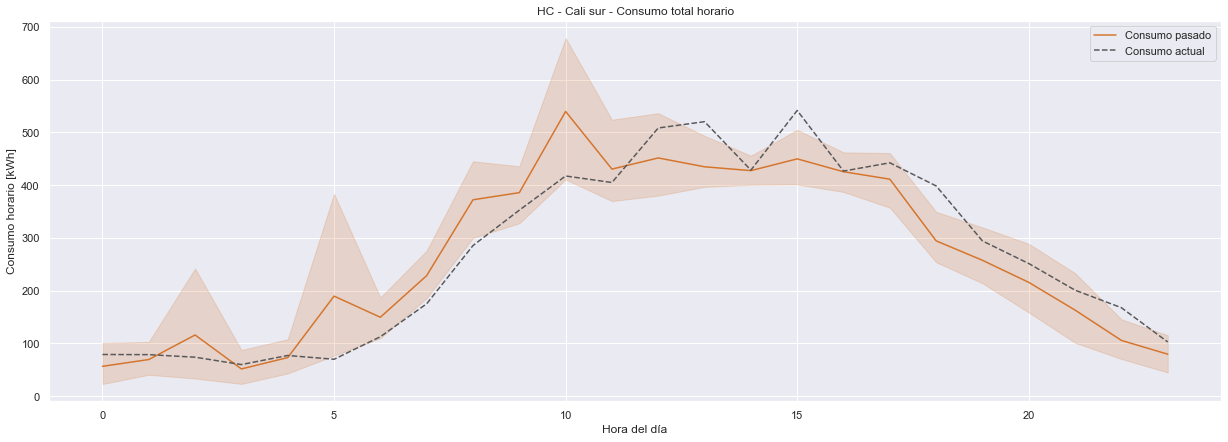 HC - Cali sur - Consumo total horario
700
600
500
400
300
200
100
0
Consumo horario [kWh]
Consumo pasado
Consumo actual
0 5 10 15 20
Hora del día